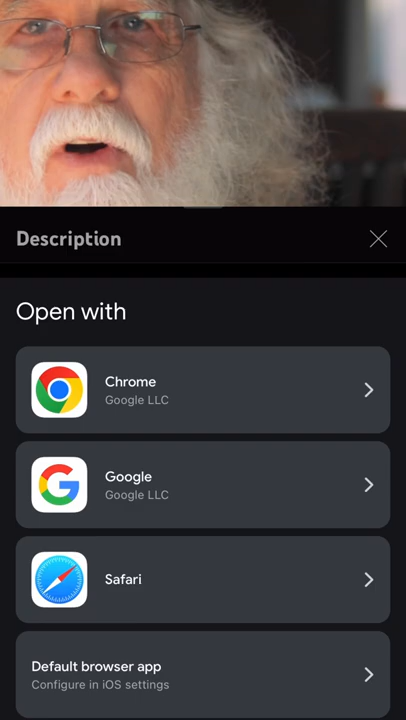 Description
Open with
Chrome
Google LLC
Google
Google LLC
Safari
Default browser app
Configure in iOS settings